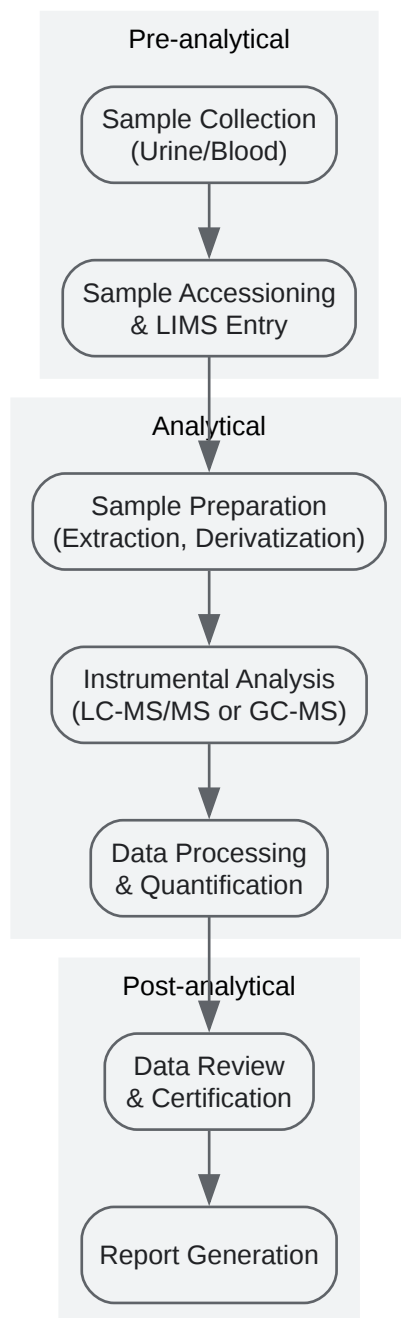 Pre-analytical
Sample Collection
(Urine/Blood)
Sample Accessioning
& LIMS Entry
Analytical
Sample Preparation
(Extraction, Derivatization)
Instrumental Analysis
(LC-MS/MS or GC-MS)
Data Processing
& Quantification
Post-analytical
Data Review
& Certification
Report Generation